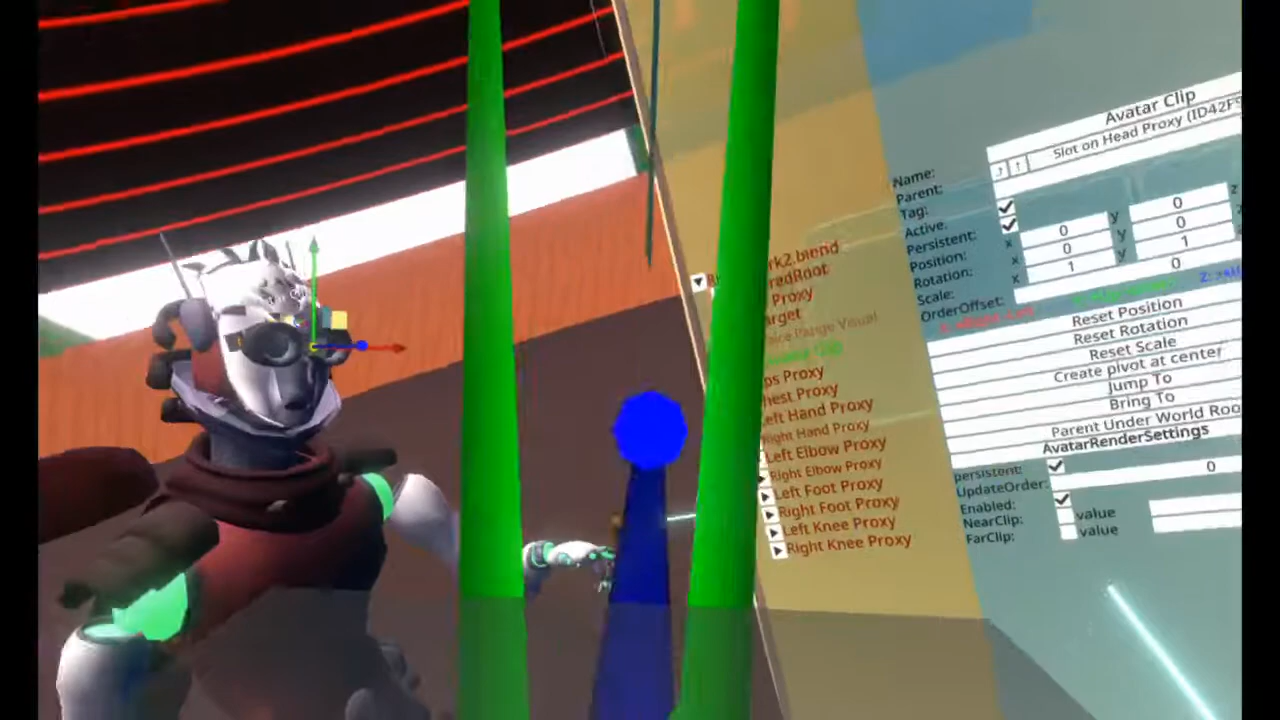 Avatar Clip
Slot on Head Proxy (ID42F
Name:
Parent:
Tag:
Active:
Persistent:
Position: x 0 y 0 z
Rotation: x 0 y 0
Scale: x 1 y 1
OrderOffset: 0
Reset Position
Reset Rotation
Reset Scale
Create pivot at center
Jump To
Bring To
Parent Under World Roo
AvatarRenderSettings
persistent:
UpdateOrder: 0
Enabled:
NearClip: value
FarClip: value
rk2.blend
redRoot
Proxy
arget
ps Proxy
hest Proxy
eft Hand Proxy
Right Hand Proxy
Left Elbow Proxy
Right Elbow Proxy
Left Foot Proxy
Right Foot Proxy
Left Knee Proxy
Right Knee Proxy